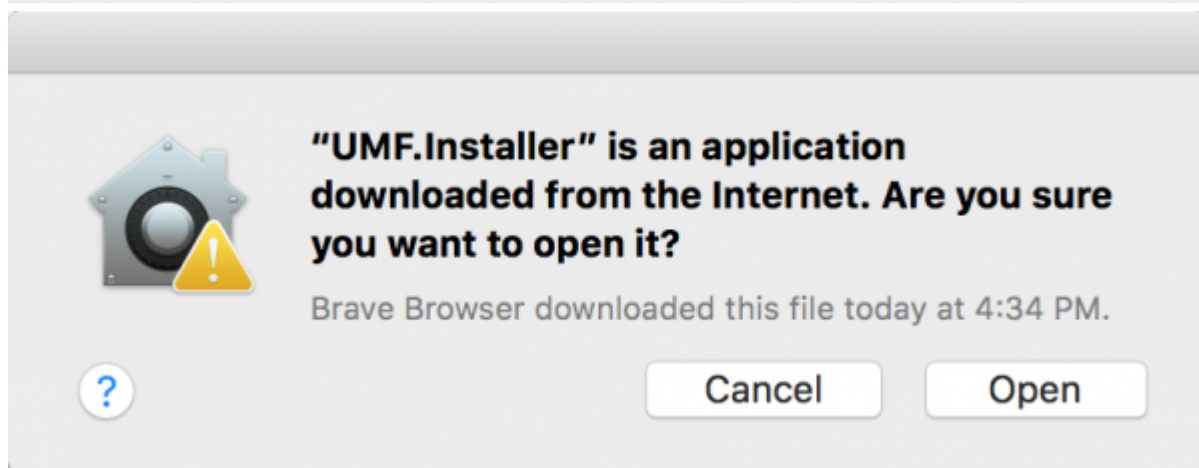 “UMF.Installer” is an application
downloaded from the Internet. Are you sure
you want to open it?
Brave Browser downloaded this file today at 4:34 PM.
? Cancel Open